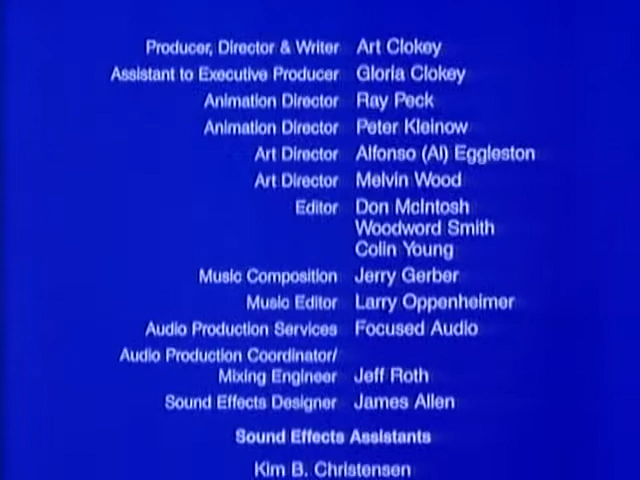 Producer, Director & Writer Art Clokey
Assistant to Executive Producer Gloria Clokey
Animation Director Ray Peck
Animation Director Peter Kleinow
Art Director Alfonso (Al) Eggleston
Art Director Melvin Wood
Editor Don McIntosh
Woodword Smith
Colin Young
Music Composition Jerry Gerber
Music Editor Larry Oppenheimer
Audio Production Services Focused Audio
Audio Production Coordinator/
Mixing Engineer Jeff Roth
Sound Effects Designer James Allen
Sound Effects Assistants
Kim B. Christensen